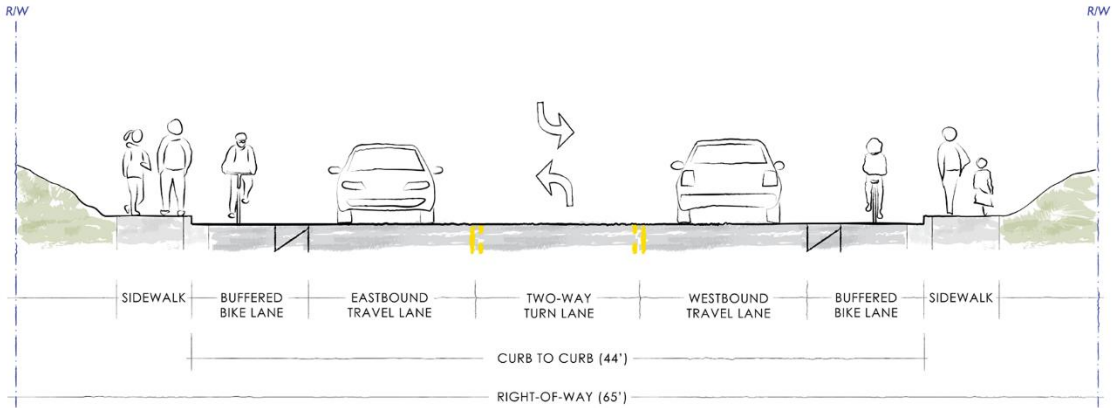 R/W
R/W
SIDEWALK
BUFFERED
BIKE LANE
EASTBOUND
TRAVEL LANE
TWO-WAY
TURN LANE
WESTBOUND
TRAVEL LANE
BUFFERED
BIKE LANE
SIDEWALK
CURB TO CURB (44')
RIGHT-OF-WAY (65')